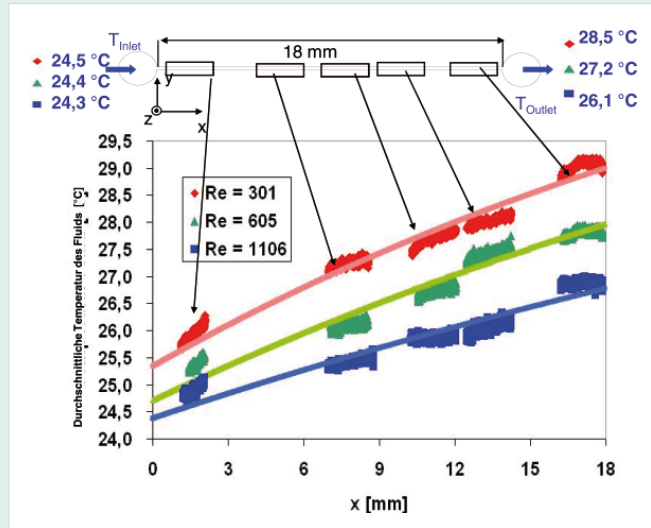 T_Inlet
18 mm
24,5 °C
24,4 °C
24,3 °C
y
z
x
28,5 °C
27,2 °C
26,1 °C
T_Outlet
Durchschnittliche Temperatur des Fluids [°C]
29,5
29,0
28,5
28,0
27,5
27,0
26,5
26,0
25,5
25,0
24,5
24,0
Re = 301
Re = 605
Re = 1106
0 3 6 9 12 15 18
x [mm]